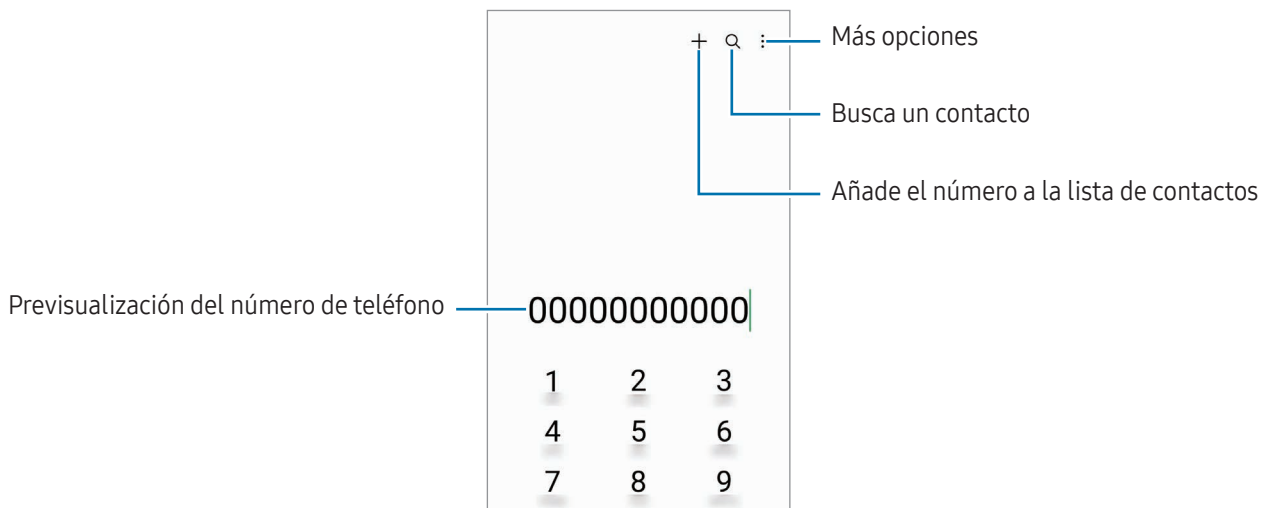 Más opciones
Busca un contacto
Añade el número a la lista de contactos
Previsualización del número de teléfono
00000000000
1 2 3
4 5 6
7 8 9